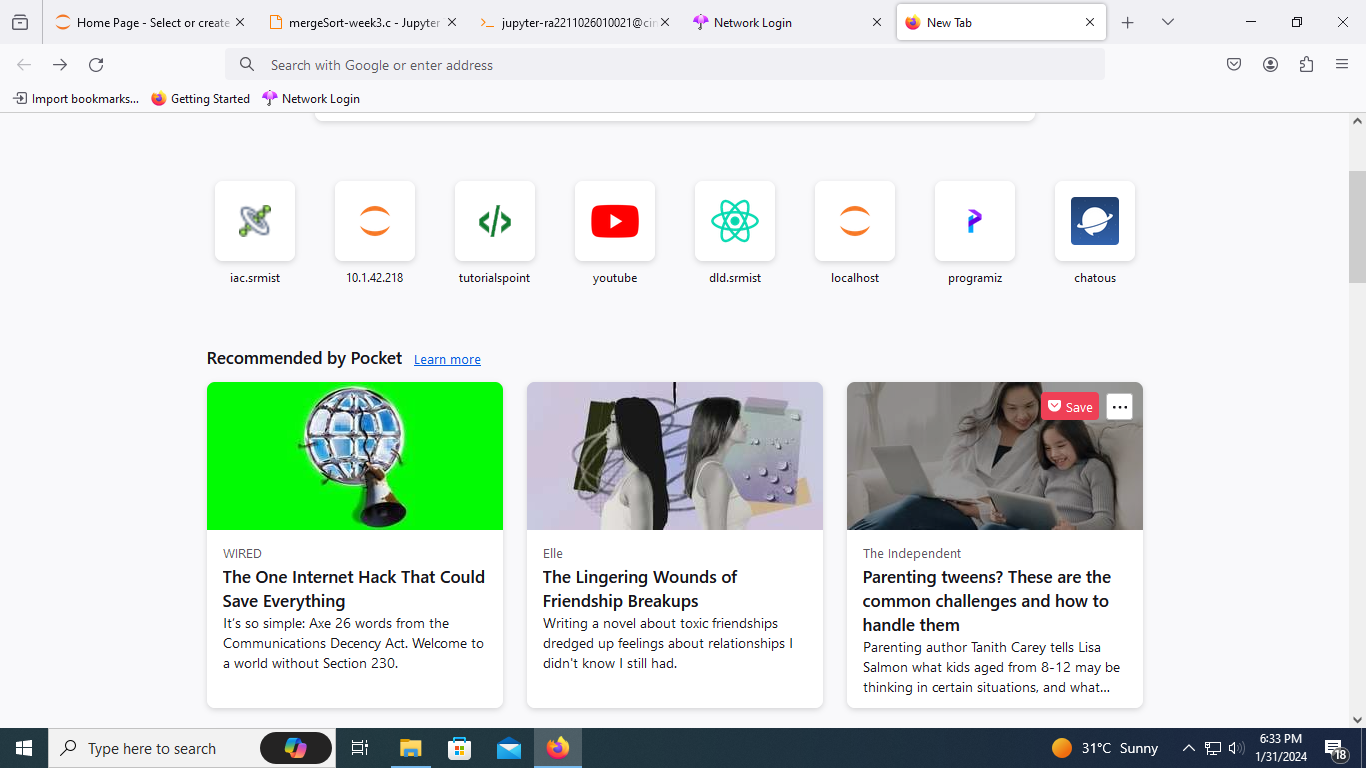 Home Page - Select or create
mergeSort-week3.c - Jupyter
jupyter-ra2211026010021@cin
Network Login
New Tab
Search with Google or enter address
Import bookmarks...
Getting Started
Network Login
iac.srmist
10.1.42.218
tutorialspoint
youtube
dld.srmist
localhost
programiz
chatous
Recommended by Pocket
Learn more
Save
WIRED
The One Internet Hack That Could
Save Everything
It's so simple: Axe 26 words from the
Communications Decency Act. Welcome to
a world without Section 230.
Elle
The Lingering Wounds of
Friendship Breakups
Writing a novel about toxic friendships
dredged up feelings about relationships I
didn't know I still had.
The Independent
Parenting tweens? These are the
common challenges and how to
handle them
Parenting author Tanith Carey tells Lisa
Salmon what kids aged from 8-12 may be
thinking in certain situations, and what...
Type here to search
31°C Sunny
6:33 PM
1/31/2024
18